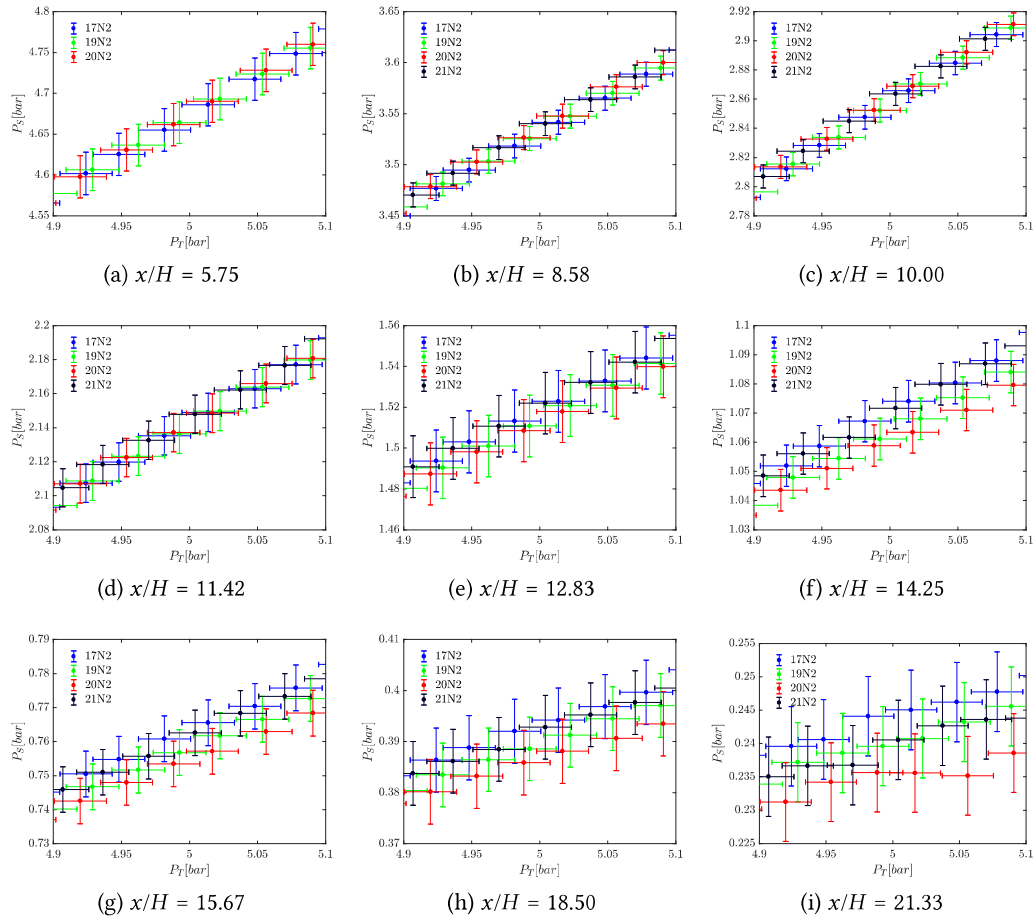 4.8
4.75
4.7
4.65
4.6
4.55
P_S[bar]
17N2
19N2
20N2
4.9 4.95 5 5.05 5.1
P_T[bar]
(a) x/H = 5.75
3.65
3.6
3.55
3.5
3.45
P_S[bar]
17N2
19N2
20N2
21N2
4.9 4.95 5 5.05 5.1
P_T[bar]
(b) x/H = 8.58
2.92
2.9
2.88
2.86
2.84
2.82
2.8
2.78
P_S[bar]
17N2
19N2
20N2
21N2
4.9 4.95 5 5.05 5.1
P_T[bar]
(c) x/H = 10.00
2.2
2.18
2.16
2.14
2.12
2.1
2.08
P_S[bar]
17N2
19N2
20N2
21N2
4.9 4.95 5 5.05 5.1
P_T[bar]
(d) x/H = 11.42
1.56
1.54
1.52
1.5
1.48
1.46
P_S[bar]
17N2
19N2
20N2
21N2
4.9 4.95 5 5.05 5.1
P_T[bar]
(e) x/H = 12.83
1.1
1.09
1.08
1.07
1.06
1.05
1.04
1.03
P_S[bar]
17N2
19N2
20N2
21N2
4.9 4.95 5 5.05 5.1
P_T[bar]
(f) x/H = 14.25
0.79
0.78
0.77
0.76
0.75
0.74
0.73
P_S[bar]
17N2
19N2
20N2
21N2
4.9 4.95 5 5.05 5.1
P_T[bar]
(g) x/H = 15.67
0.41
0.4
0.39
0.38
0.37
P_S[bar]
17N2
19N2
20N2
21N2
4.9 4.95 5 5.05 5.1
P_T[bar]
(h) x/H = 18.50
0.255
0.25
0.245
0.24
0.235
0.23
0.225
P_S[bar]
17N2
19N2
20N2
21N2
4.9 4.95 5 5.05 5.1
P_T[bar]
(i) x/H = 21.33